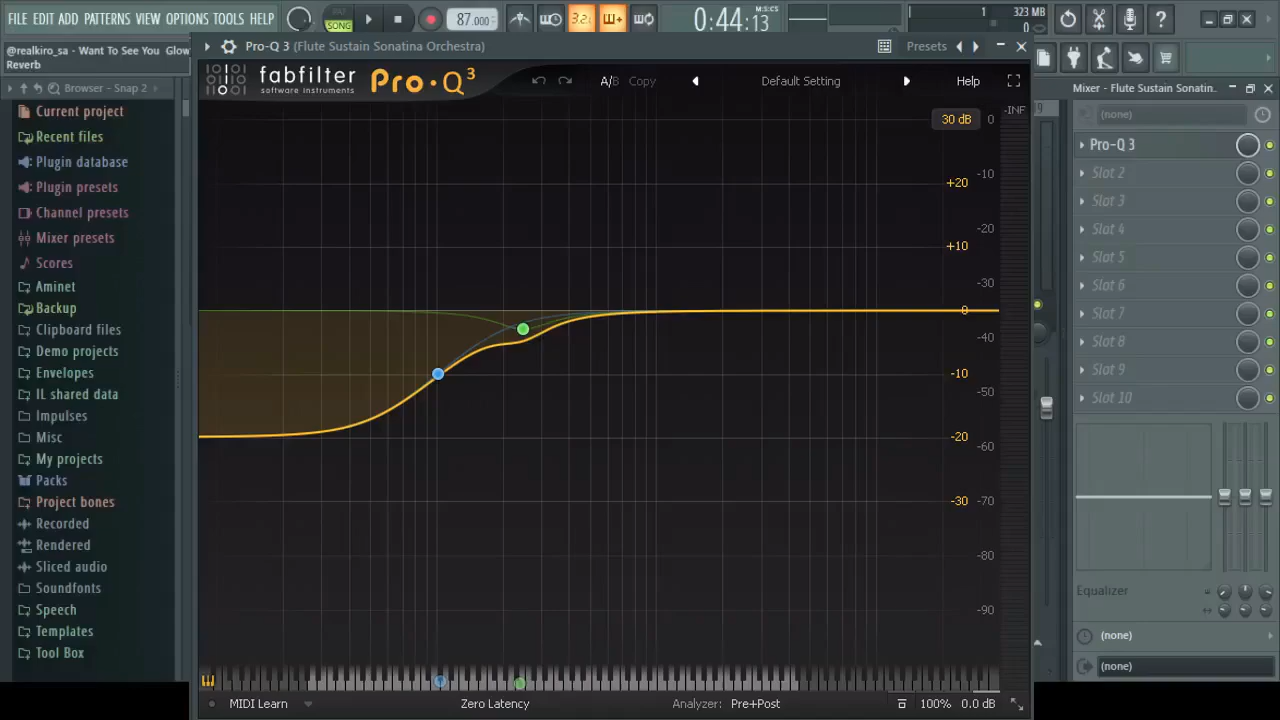 FILE EDIT ADD PATTERNS VIEW OPTIONS TOOLS HELP
PAT
SONG
87.000
3.2
0:44:13
M:S:CS
1
323 MB
0
@realkiro_sa - Want To See You Glow
Reverb
Pro-Q 3 (Flute Sustain Sonatina Orchestra)
Presets
fabfilter
software instruments
Pro·Q³
A/B Copy
Default Setting
Help
Browser - Snap 2
Current project
Recent files
Plugin database
Plugin presets
Channel presets
Mixer presets
Scores
Aminet
Backup
Clipboard files
Demo projects
Envelopes
IL shared data
Impulses
Misc
My projects
Packs
Project bones
Recorded
Rendered
Sliced audio
Soundfonts
Speech
Templates
Tool Box
-INF
30 dB 0
-10
+20
-20
+10
-30
0
-40
-10
-50
-20
-60
-30
-70
-80
-90
MIDI Learn
Zero Latency
Analyzer: Pre+Post
100% 0.0 dB
Mixer - Flute Sustain Sonatin..
(none)
Pro-Q 3
Slot 2
Slot 3
Slot 4
Slot 5
Slot 6
Slot 7
Slot 8
Slot 9
Slot 10
Equalizer
(none)
(none)